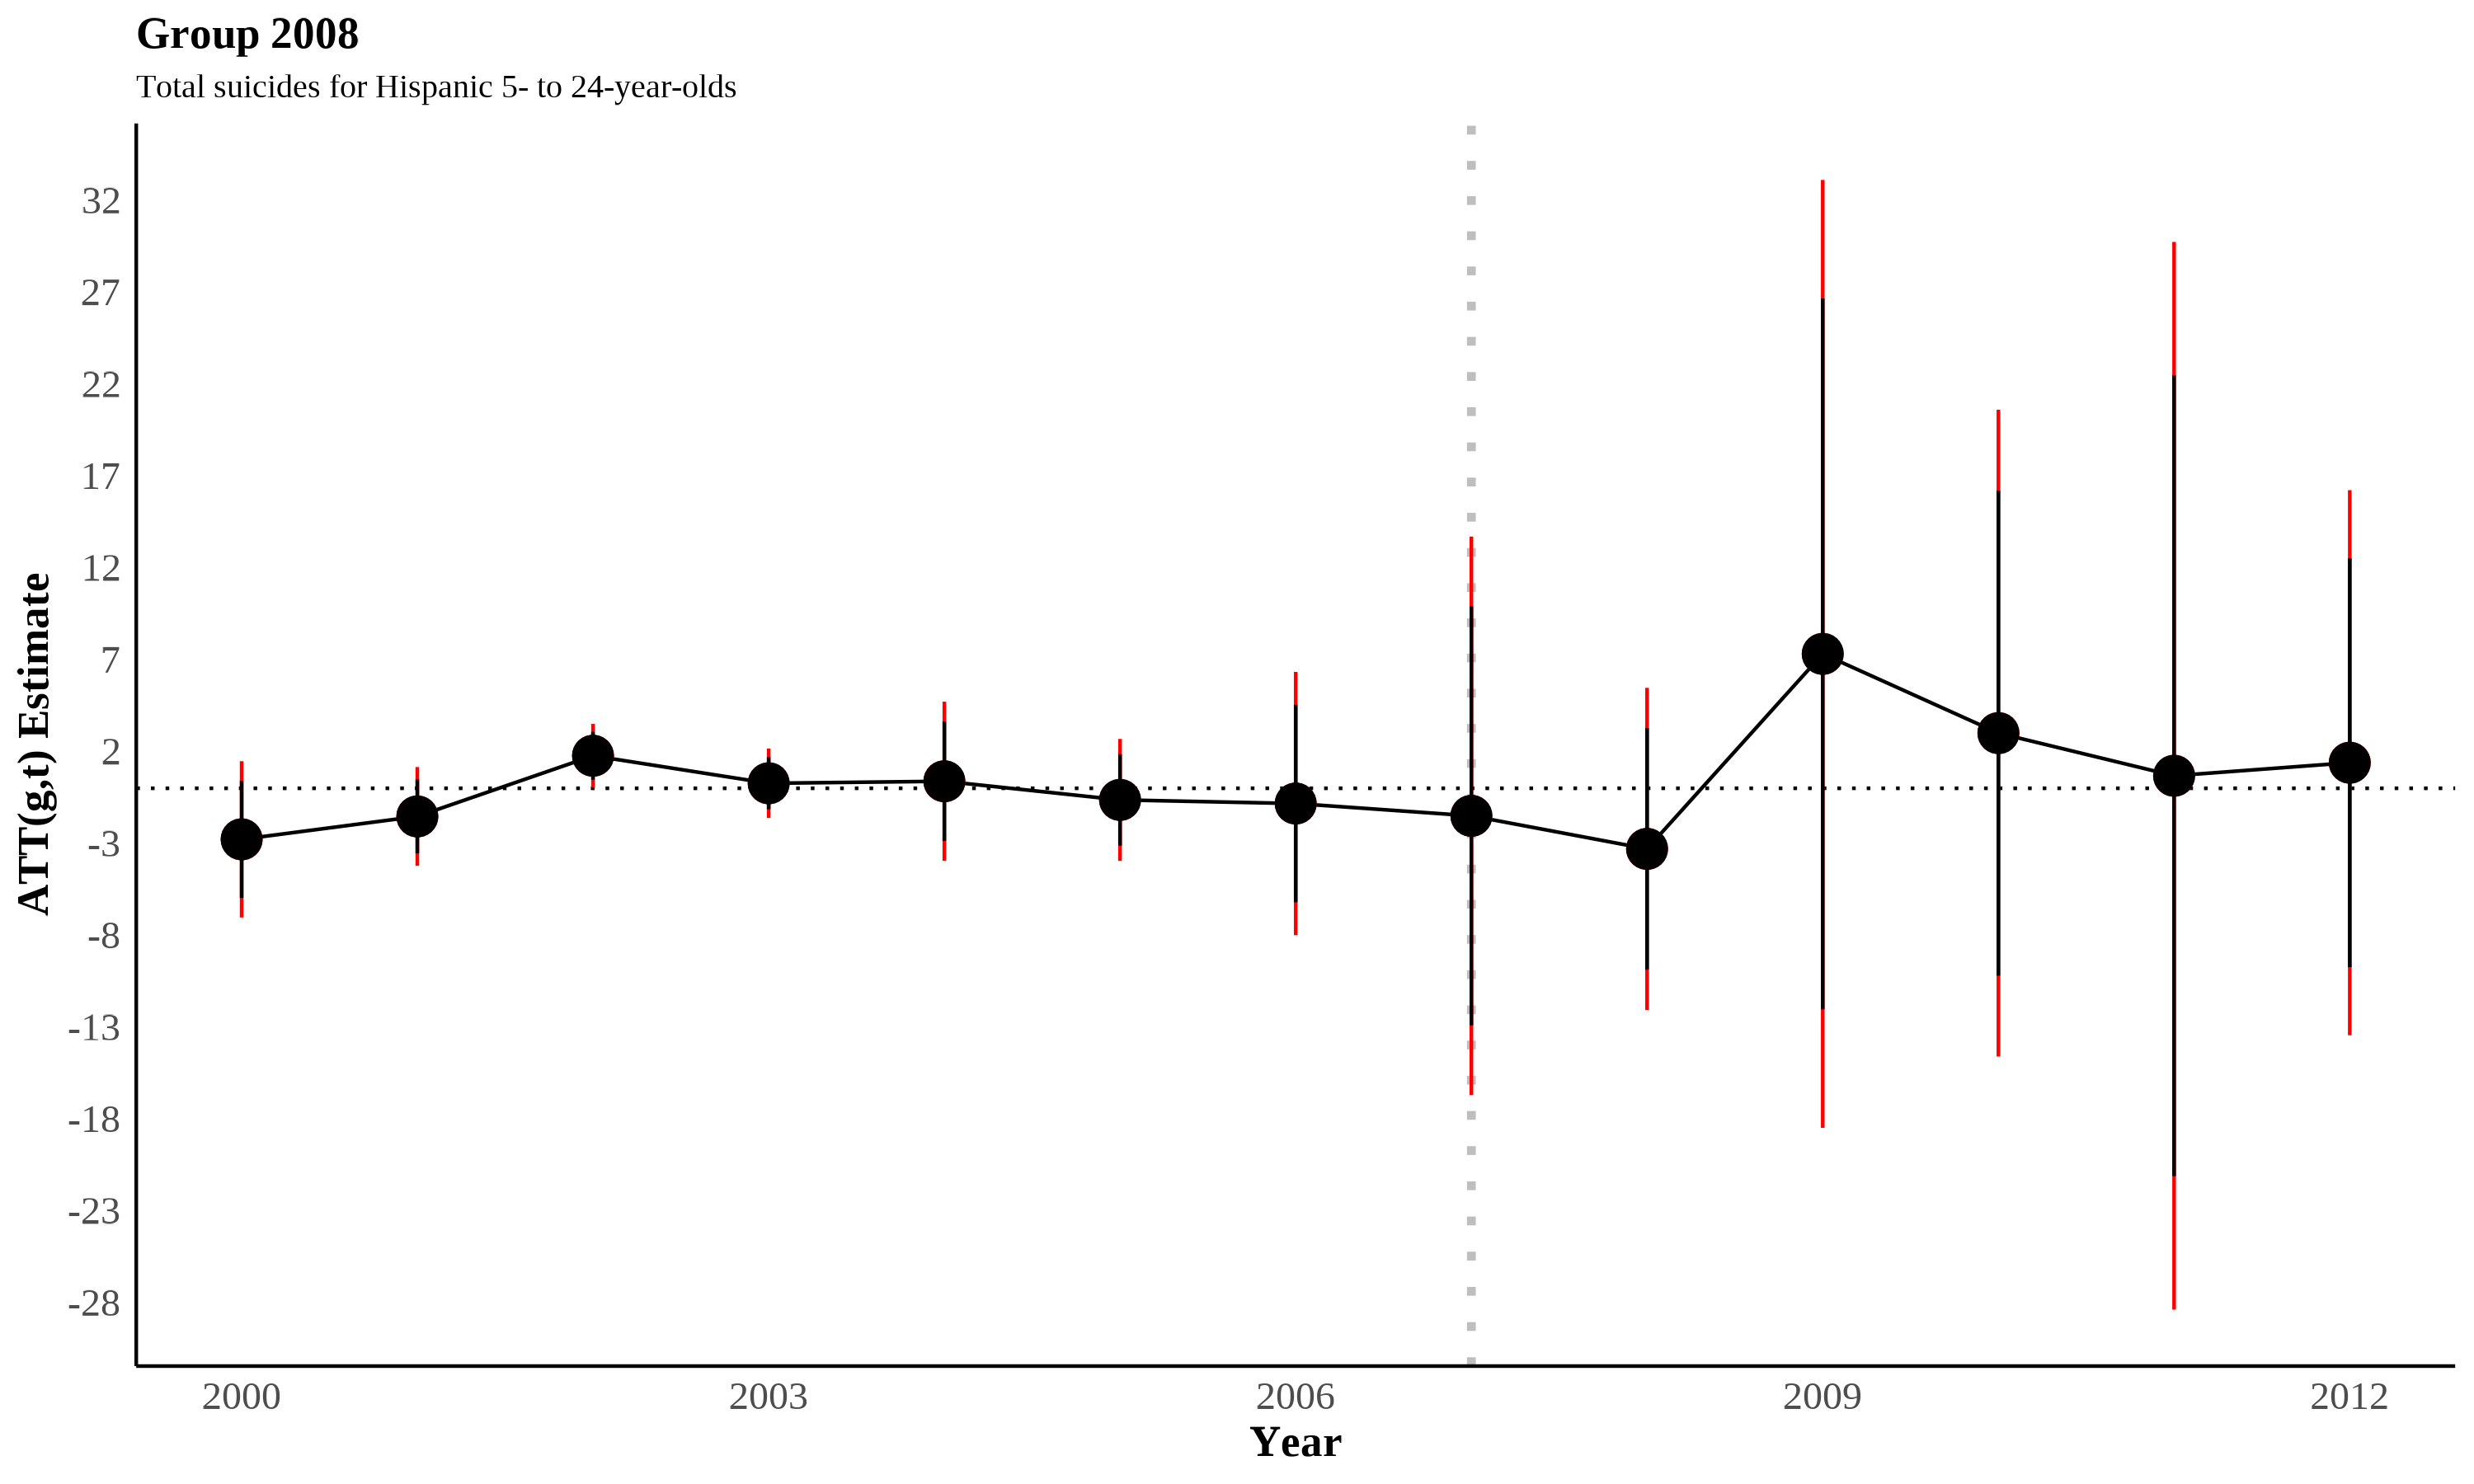 Group 2008
Total suicides for Hispanic 5- to 24-year-olds
ATT(g,t) Estimate
32
27
22
17
12
7
2
-3
-8
-13
-18
-23
-28
2000 2003 2006 2009 2012
Year